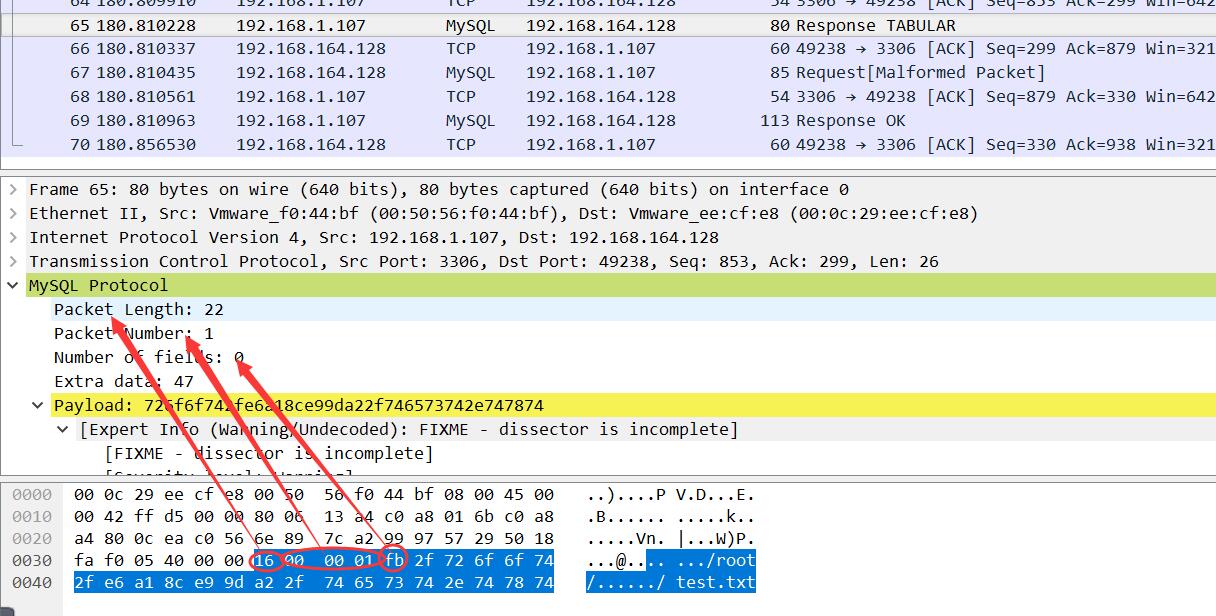 64 180.809910 192.168.1.107 TCP 192.168.164.128 54 3306 → 49238 [ACK] Seq=853 Ack=299 Win=642
65 180.810228 192.168.1.107 MySQL 192.168.164.128 80 Response TABULAR
66 180.810337 192.168.164.128 TCP 192.168.1.107 60 49238 → 3306 [ACK] Seq=299 Ack=879 Win=321
67 180.810435 192.168.164.128 MySQL 192.168.1.107 85 Request[Malformed Packet]
68 180.810561 192.168.1.107 TCP 192.168.164.128 54 3306 → 49238 [ACK] Seq=879 Ack=330 Win=642
69 180.810963 192.168.1.107 MySQL 192.168.164.128 113 Response OK
70 180.856530 192.168.164.128 TCP 192.168.1.107 60 49238 → 3306 [ACK] Seq=330 Ack=938 Win=321
Frame 65: 80 bytes on wire (640 bits), 80 bytes captured (640 bits) on interface 0
Ethernet II, Src: Vmware_f0:44:bf (00:50:56:f0:44:bf), Dst: Vmware_ee:cf:e8 (00:0c:29:ee:cf:e8)
Internet Protocol Version 4, Src: 192.168.1.107, Dst: 192.168.164.128
Transmission Control Protocol, Src Port: 3306, Dst Port: 49238, Seq: 853, Ack: 299, Len: 26
MySQL Protocol
Packet Length: 22
Packet Number: 1
Number of fields: 0
Extra data: 47
Payload: 726f6f742fe6a18ce99da22f746573742e747874
[Expert Info (Warning/Undecoded): FIXME - dissector is incomplete]
[FIXME - dissector is incomplete]
[Severity level: Warning]
0000 00 0c 29 ee cf e8 00 50 56 f0 44 bf 08 00 45 00 ..)....P V.D...E.
0010 00 42 ff d5 00 00 80 06 13 a4 c0 a8 01 6b c0 a8 .B...... .....k..
0020 a4 80 0c ea c0 56 6e 89 7c a2 99 97 57 29 50 18 .....Vn. |...W)P.
0030 fa f0 05 40 00 00 16 00 00 01 fb 2f 72 6f 6f 74 ...@.... .../root
0040 2f e6 a1 8c e9 9d a2 2f 74 65 73 74 2e 74 78 74 /....../ test.txt